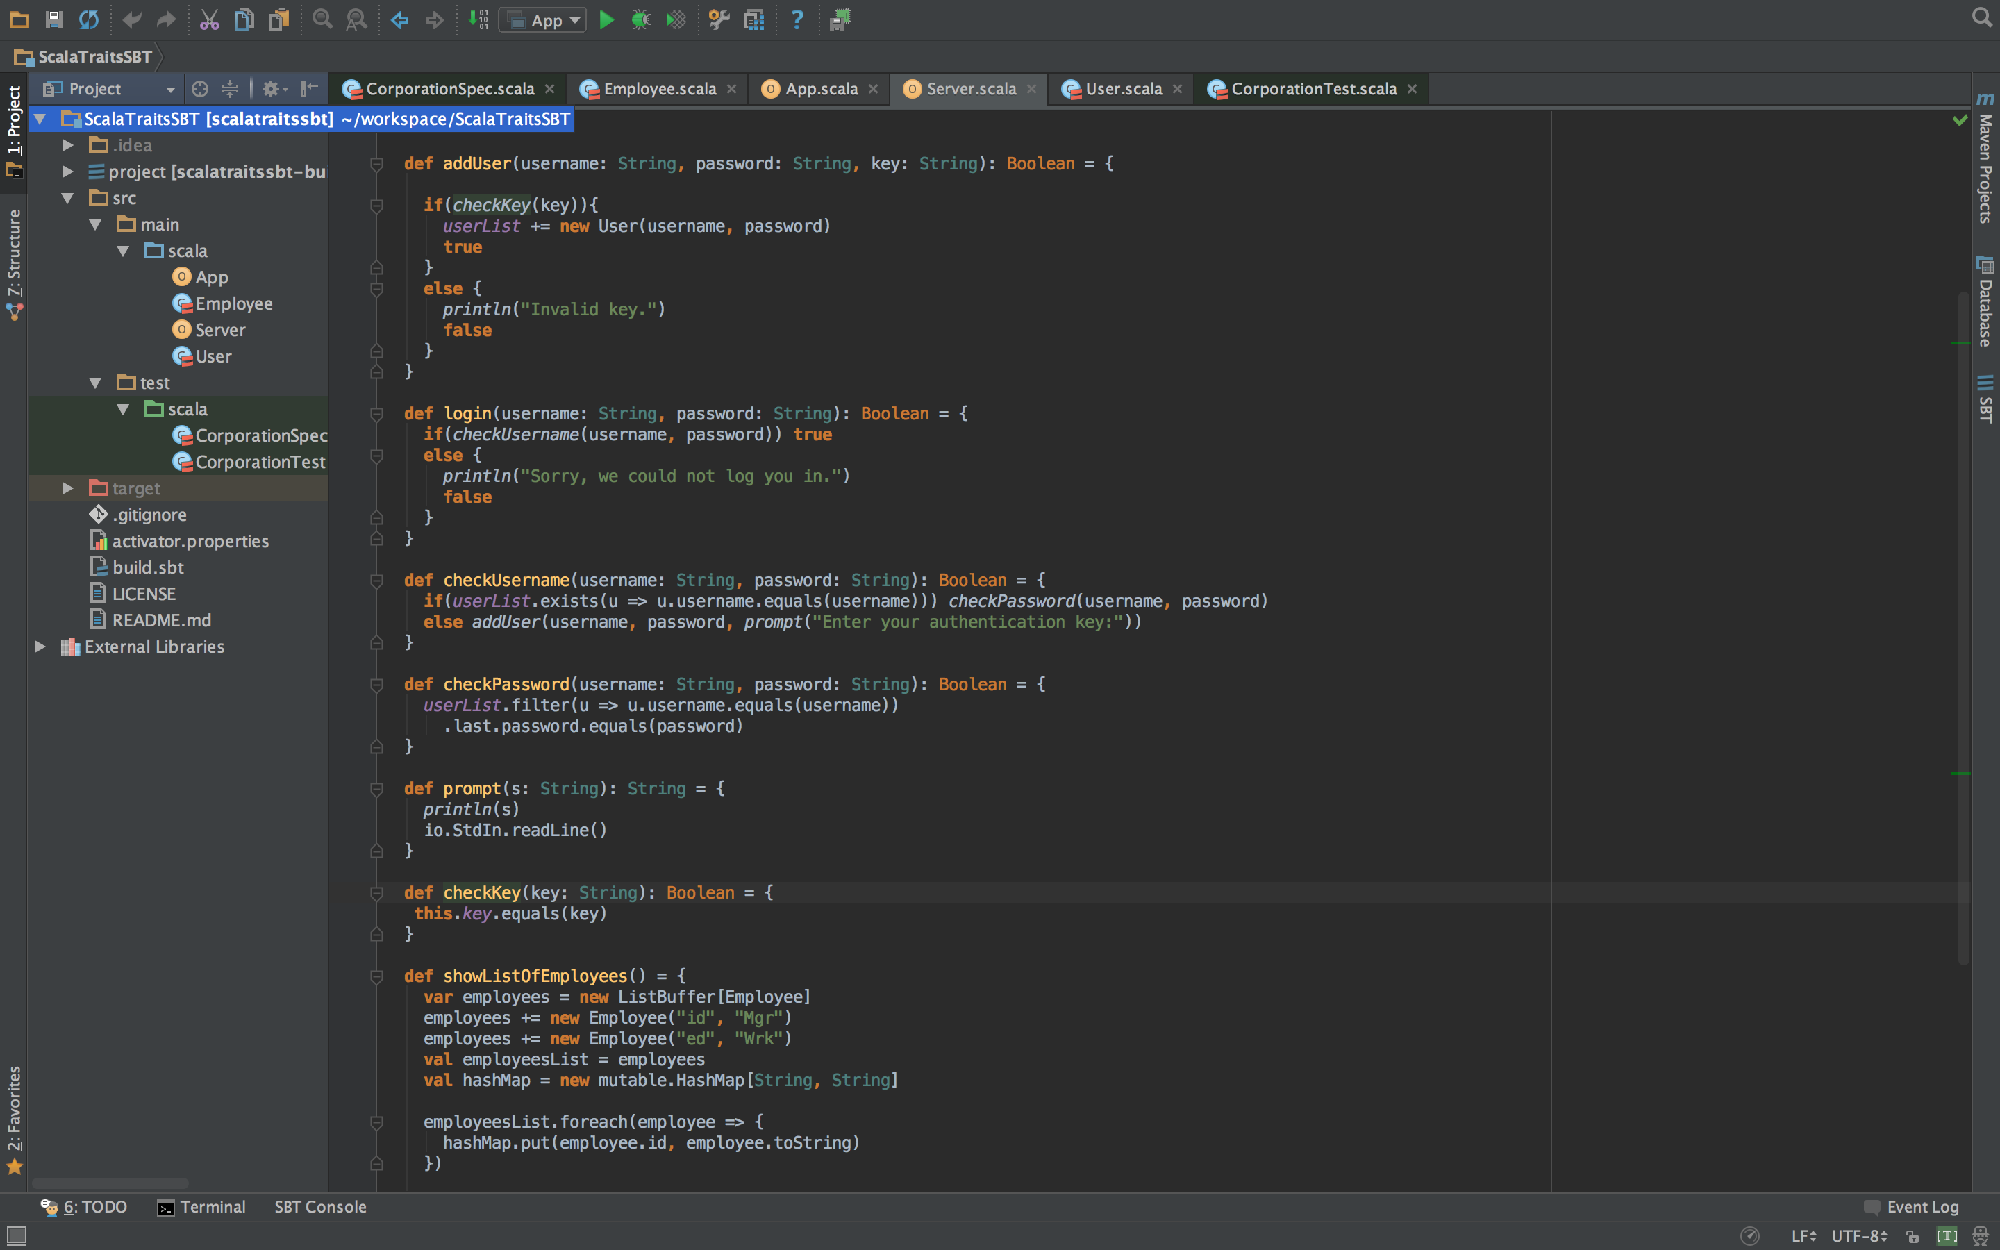 App
ScalaTraitsSBT
Project
CorporationSpec.scala
Employee.scala
App.scala
Server.scala
User.scala
CorporationTest.scala
1: Project
7: Structure
2: Favorites
ScalaTraitsSBT [scalatraitssbt] ~/workspace/ScalaTraitsSBT
.idea
project [scalatraitssbt-bu
src
main
scala
App
Employee
Server
User
test
scala
CorporationSpec
CorporationTest
target
.gitignore
activator.properties
build.sbt
LICENSE
README.md
External Libraries
def addUser(username: String, password: String, key: String): Boolean = {
if(checkKey(key)){
userList += new User(username, password)
true
}
else {
println("Invalid key.")
false
}
}
def login(username: String, password: String): Boolean = {
if(checkUsername(username, password)) true
else {
println("Sorry, we could not log you in.")
false
}
}
def checkUsername(username: String, password: String): Boolean = {
if(userList.exists(u => u.username.equals(username))) checkPassword(username, password)
else addUser(username, password, prompt("Enter your authentication key:"))
}
def checkPassword(username: String, password: String): Boolean = {
userList.filter(u => u.username.equals(username))
.last.password.equals(password)
}
def prompt(s: String): String = {
println(s)
io.StdIn.readLine()
}
def checkKey(key: String): Boolean = {
this.key.equals(key)
}
def showListOfEmployees() = {
var employees = new ListBuffer[Employee]
employees += new Employee("id", "Mgr")
employees += new Employee("ed", "Wrk")
val employeesList = employees
val hashMap = new mutable.HashMap[String, String]
employeesList.foreach(employee => {
hashMap.put(employee.id, employee.toString)
})
Maven Projects
Database
SBT
6: TODO
Terminal
SBT Console
Event Log
LF
UTF-8
[T]